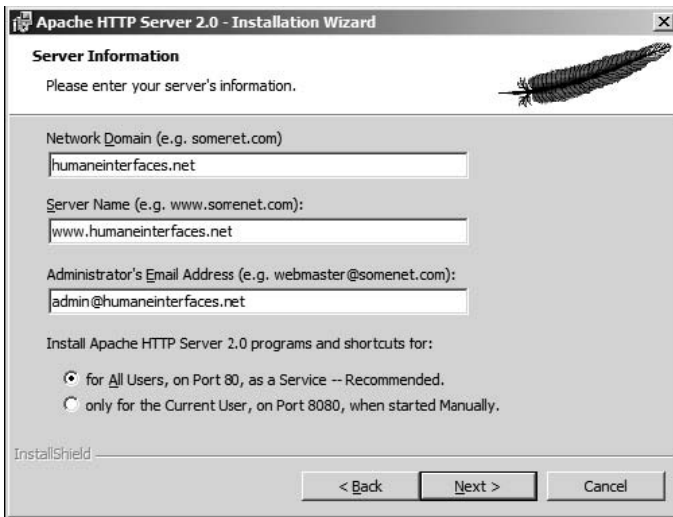 Apache HTTP Server 2.0 - Installation Wizard
Server Information
Please enter your server's information.
Network Domain (e.g. someret.com)
humaneinterfaces.net
Server Name (e.g. www.somenet.com):
www.humaneinterfaces.net
Administrator's Email Address (e.g. webmaster@somenet.com):
admin@humaneinterfaces.net
Install Apache HTTP Server 2.0 programs and shortcuts for:
for All Users, on Port 80, as a Service -- Recommended.
only for the Current User, on Port 8080, when started Manually.
InstallShield
< Back
Next >
Cancel